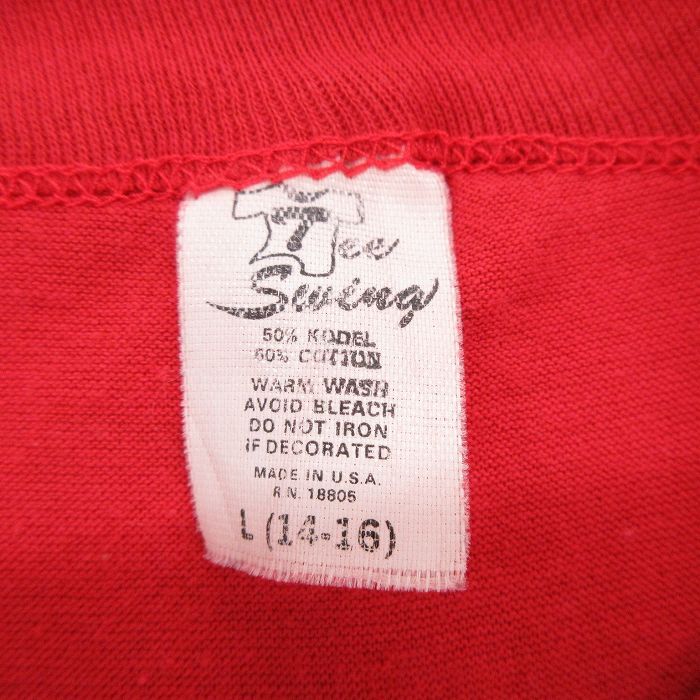 Tee
Swing
50% KODEL
50% COTTON
WARM WASH
AVOID BLEACH
DO NOT IRON
IF DECORATED
MADE IN U.S.A.
R.N. 18805
L (14-16)